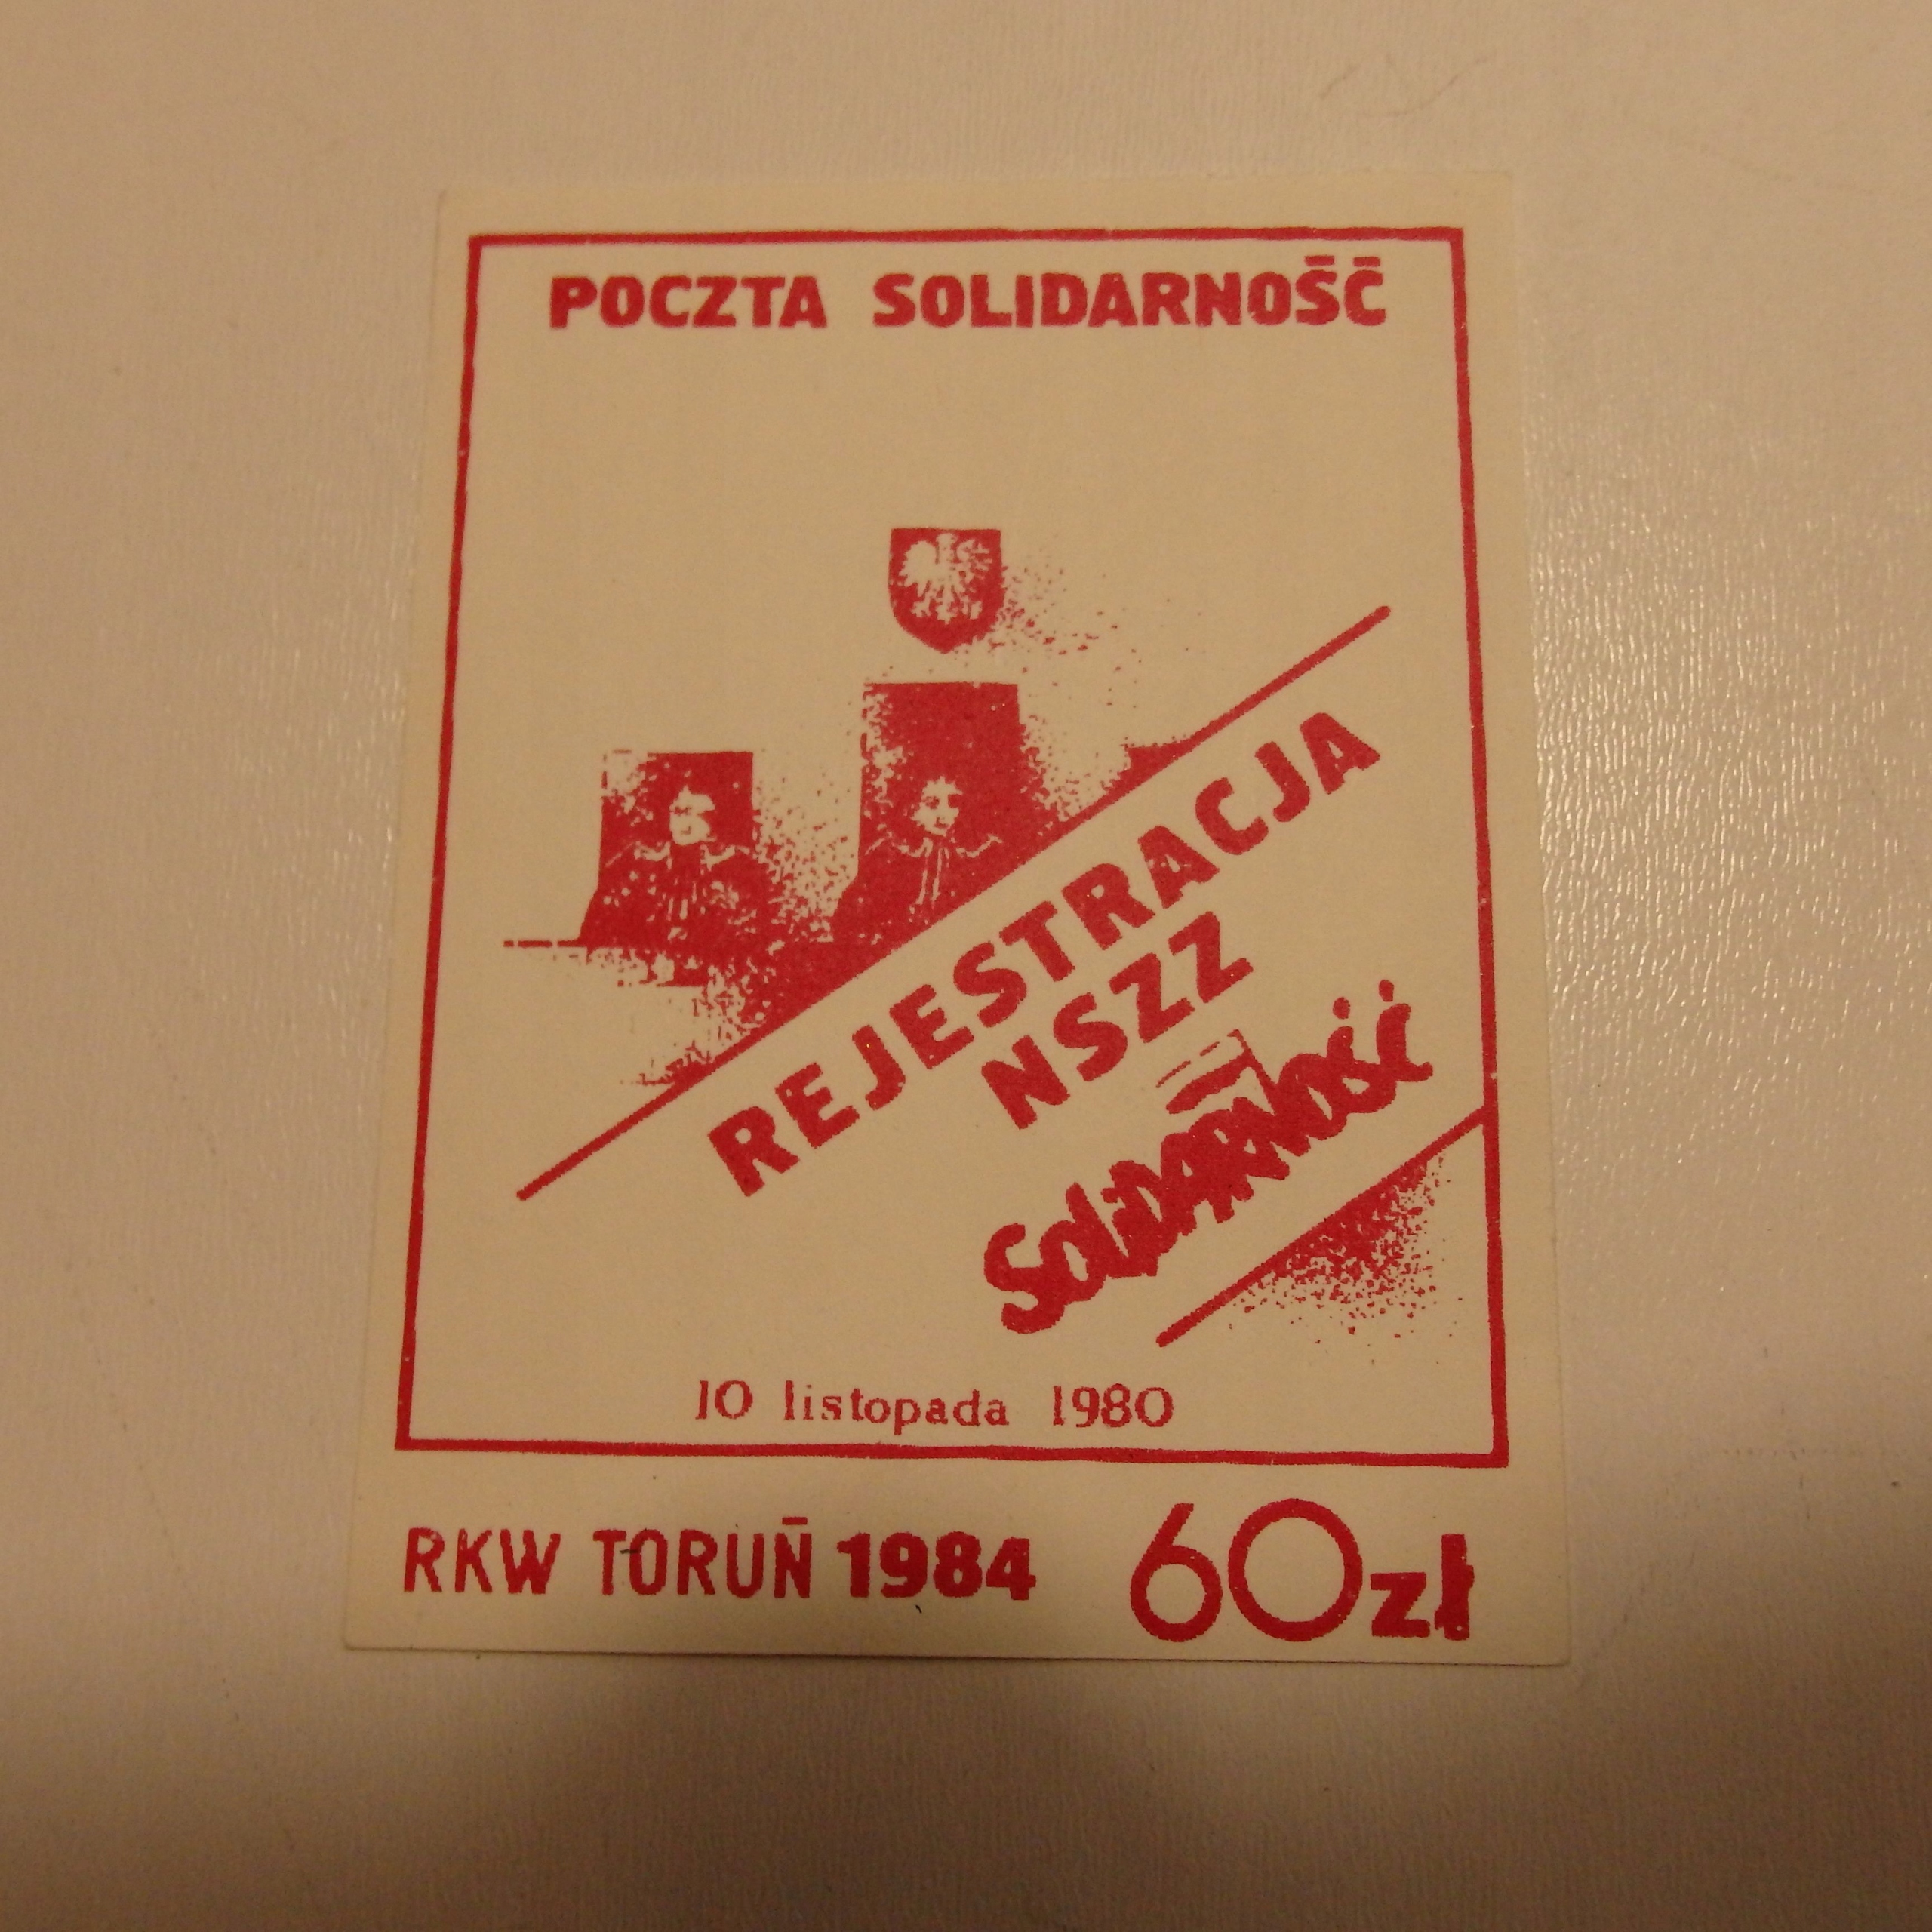 POCZTA SOLIDARNOŚĆ
REJESTRACJA
NSZZ
SOLIDARNOŚĆ
10 listopada 1980
RKW TORUŃ 1984 60zł